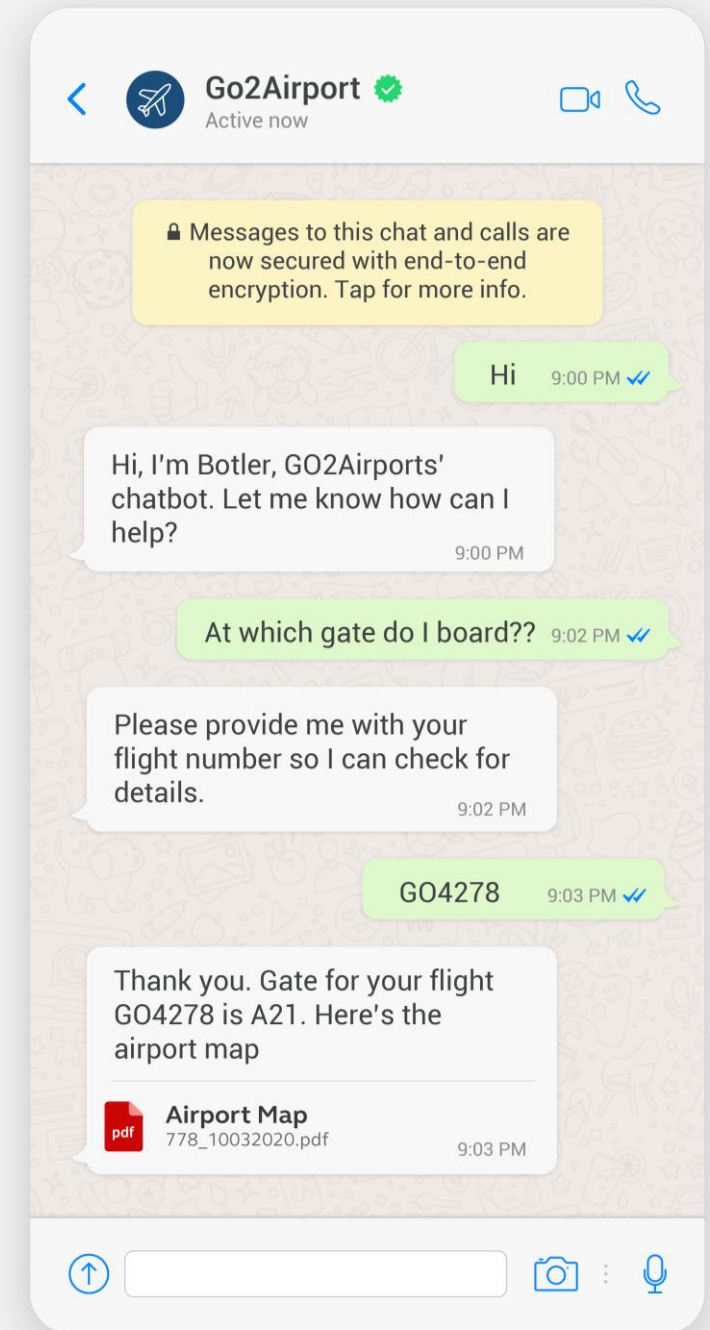 Go2Airport
Active now
Messages to this chat and calls are
now secured with end-to-end
encryption. Tap for more info.
Hi 9:00 PM
Hi, I'm Botler, GO2Airports'
chatbot. Let me know how can I
help?
9:00 PM
At which gate do I board?? 9:02 PM
Please provide me with your
flight number so I can check for
details.
9:02 PM
GO4278 9:03 PM
Thank you. Gate for your flight
GO4278 is A21. Here's the
airport map
pdf
Airport Map
778_10032020.pdf
9:03 PM